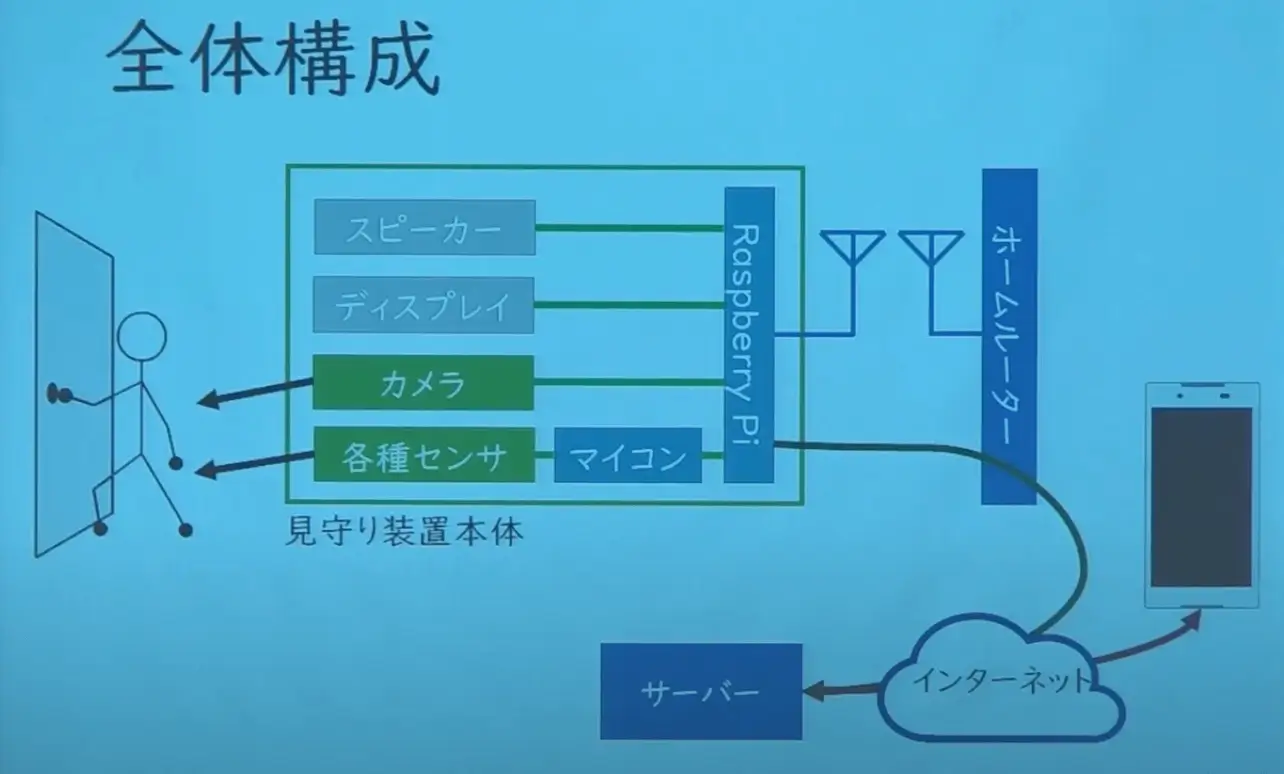 全体構成
スピーカー
ディスプレイ
カメラ
各種センサ
マイコン
Raspberry Pi
ホームルーター
見守り装置本体
サーバー
インターネット